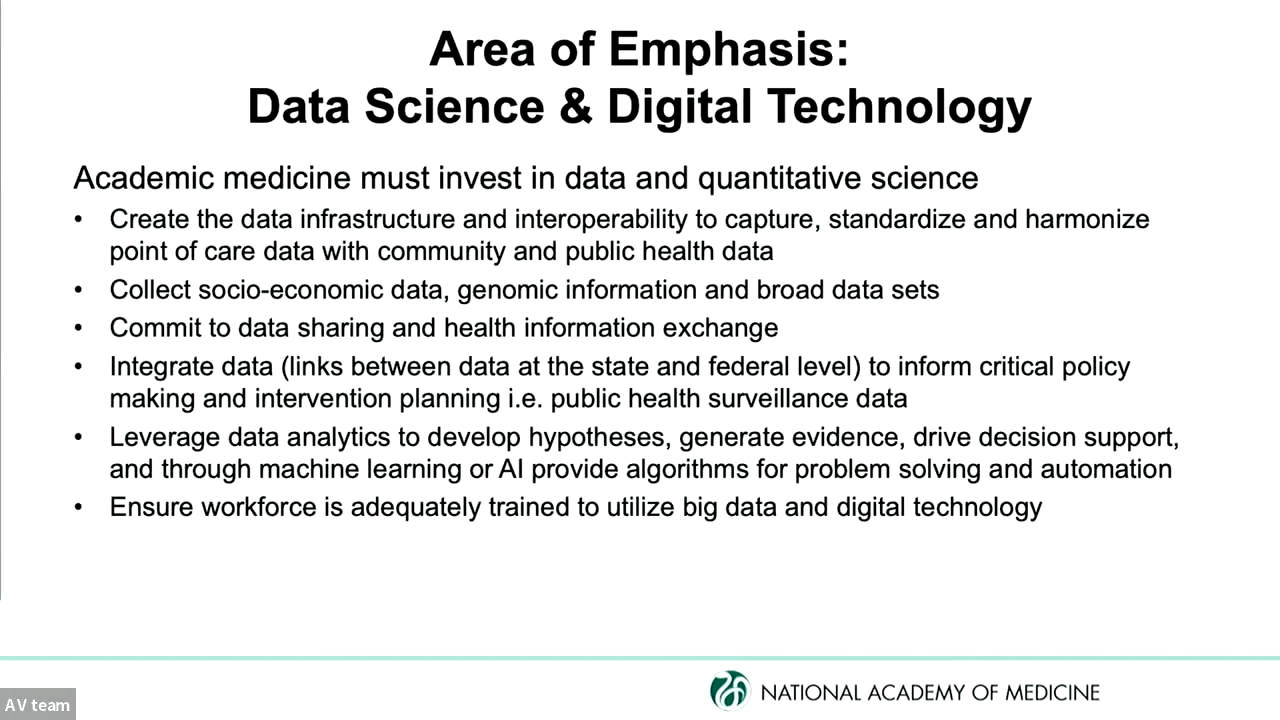 Area of Emphasis:
Data Science & Digital Technology
Academic medicine must invest in data and quantitative science
• Create the data infrastructure and interoperability to capture, standardize and harmonize
point of care data with community and public health data
• Collect socio-economic data, genomic information and broad data sets
• Commit to data sharing and health information exchange
• Integrate data (links between data at the state and federal level) to inform critical policy
making and intervention planning i.e. public health surveillance data
• Leverage data analytics to develop hypotheses, generate evidence, drive decision support,
and through machine learning or AI provide algorithms for problem solving and automation
• Ensure workforce is adequately trained to utilize big data and digital technology
NATIONAL ACADEMY OF MEDICINE
AV team